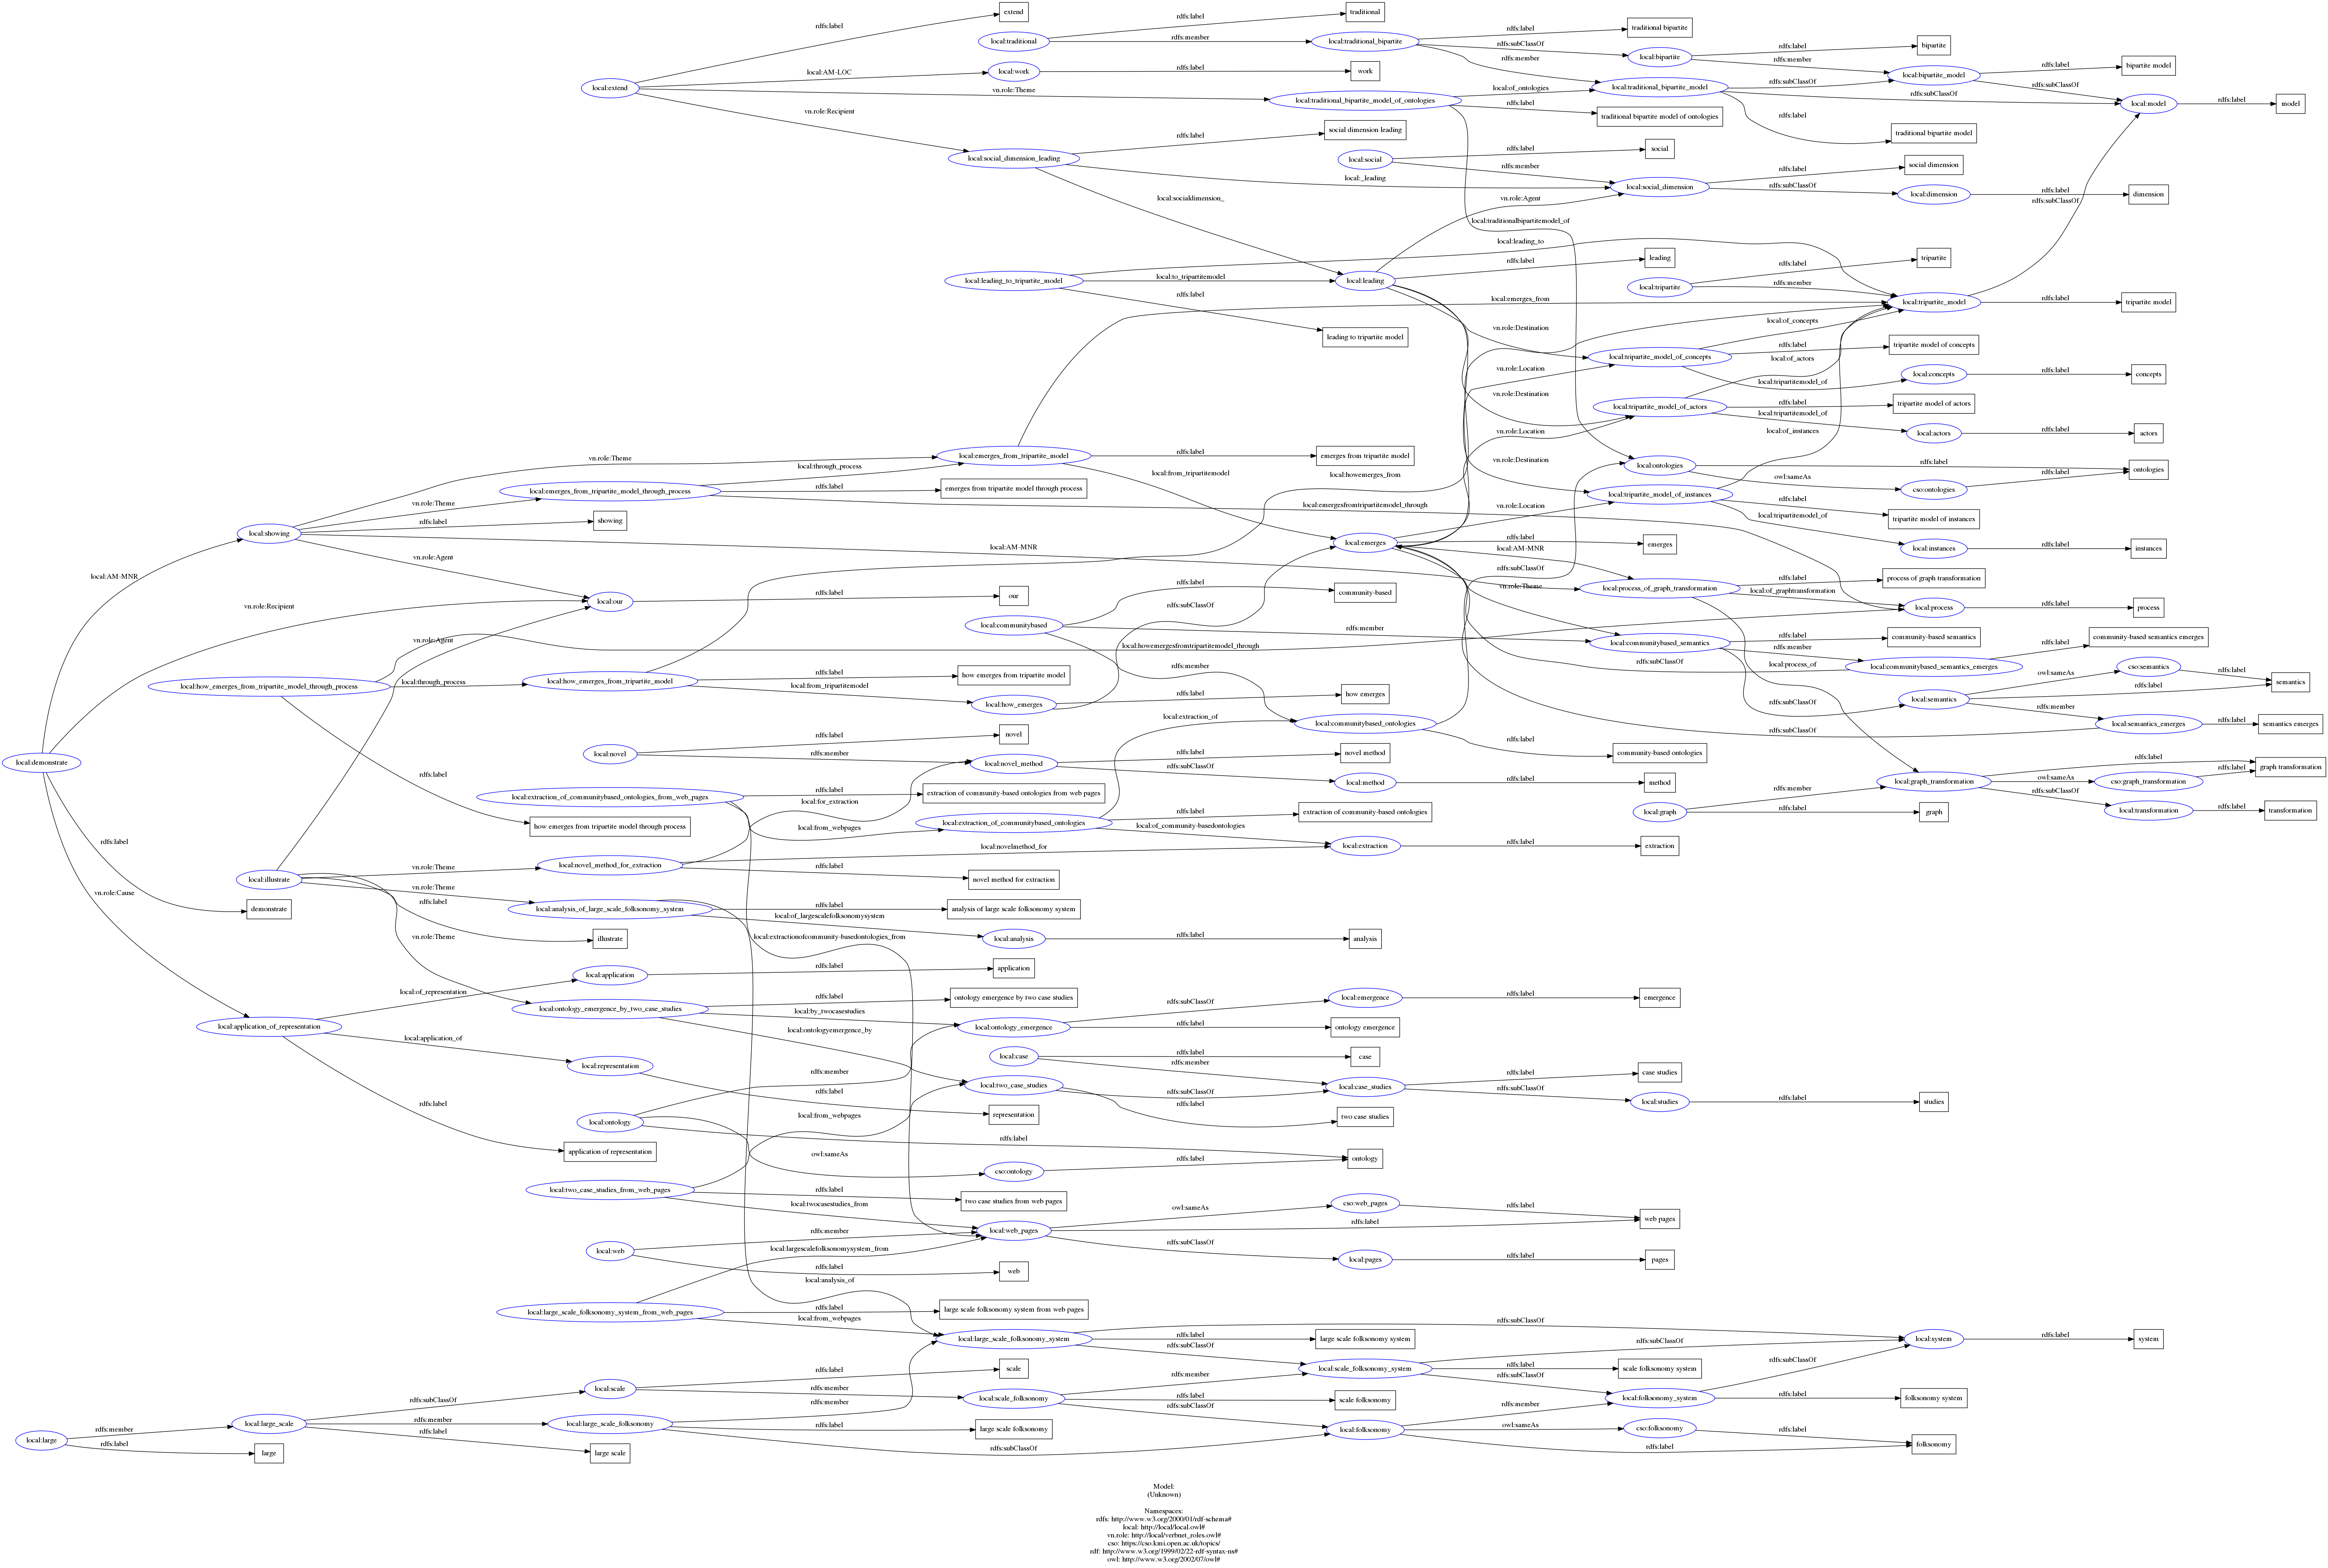 extend
rdfs:label
rdfs:label
traditional
local:traditional
rdfs:member
local:traditional_bipartite
rdfs:label
traditional bipartite
rdfs:subClassOf
local:bipartite
rdfs:label
bipartite
rdfs:member
rdfs:member
local:bipartite_model
rdfs:label
bipartite model
local:extend
local:AM-LOC
local:work
rdfs:label
work
vn.role:Theme
local:traditional_bipartite_model_of_ontologies
local:of_ontologies
local:traditional_bipartite_model
rdfs:subClassOf
rdfs:subClassOf
rdfs:subClassOf
local:model
rdfs:label
model
rdfs:label
traditional bipartite model of ontologies
rdfs:label
traditional bipartite model
vn.role:Recipient
local:social_dimension_leading
rdfs:label
social dimension leading
local:social
rdfs:label
social
rdfs:member
local:_leading
local:social_dimension
rdfs:label
social dimension
rdfs:subClassOf
local:dimension
rdfs:label
dimension
local:socialdimension_
vn.role:Agent
rdfs:subClassOf
local:traditionalbipartitemodel_of
local:leading_to
local:leading_to_tripartite_model
local:to_tripartitemodel
local:leading
rdfs:label
leading
rdfs:label
leading to tripartite model
local:tripartite
rdfs:label
tripartite
rdfs:member
local:tripartite_model
rdfs:label
tripartite model
local:emerges_from
vn.role:Destination
local:of_concepts
local:tripartite_model_of_concepts
rdfs:label
tripartite model of concepts
local:of_actors
vn.role:Location
local:tripartitemodel_of
local:concepts
rdfs:label
concepts
vn.role:Destination
local:tripartite_model_of_actors
rdfs:label
tripartite model of actors
local:tripartitemodel_of
local:actors
rdfs:label
actors
vn.role:Location
local:of_instances
vn.role:Theme
local:emerges_from_tripartite_model
rdfs:label
emerges from tripartite model
local:through_process
local:from_tripartitemodel
local:howemerges_from
vn.role:Destination
local:ontologies
rdfs:label
ontologies
owl:sameAs
cso:ontologies
rdfs:label
local:emerges_from_tripartite_model_through_process
rdfs:label
emerges from tripartite model through process
vn.role:Theme
local:tripartite_model_of_instances
rdfs:label
tripartite model of instances
local:emergesfromtripartitemodel_through
vn.role:Location
local:tripartitemodel_of
local:instances
rdfs:label
instances
local:showing
rdfs:label
showing
local:AM-MNR
vn.role:Agent
local:emerges
rdfs:label
emerges
local:AM-MNR
rdfs:subClassOf
vn.role:Theme
local:process_of_graph_transformation
rdfs:label
process of graph transformation
local:of_graphtransformation
local:process
rdfs:label
process
local:AM-MNR
vn.role:Recipient
local:our
rdfs:label
our
rdfs:label
community-based
rdfs:subClassOf
local:communitybased
rdfs:member
local:communitybased_semantics
rdfs:label
community-based semantics
rdfs:member
local:communitybased_semantics_emerges
rdfs:label
community-based semantics emerges
vn.role:Agent
local:howemergesfromtripartitemodel_through
rdfs:subClassOf
local:process_of
rdfs:member
cso:semantics
rdfs:label
semantics
owl:sameAs
rdfs:label
local:semantics
rdfs:subClassOf
rdfs:member
local:semantics_emerges
rdfs:label
semantics emerges
rdfs:subClassOf
local:how_emerges_from_tripartite_model_through_process
local:through_process
local:how_emerges_from_tripartite_model
rdfs:label
how emerges from tripartite model
local:from_tripartitemodel
local:how_emerges
rdfs:label
how emerges
local:extraction_of
local:communitybased_ontologies
rdfs:label
community-based ontologies
local:demonstrate
rdfs:label
local:novel
rdfs:label
novel
rdfs:member
local:novel_method
rdfs:label
novel method
rdfs:subClassOf
local:method
rdfs:label
method
local:graph
rdfs:member
rdfs:label
graph
local:graph_transformation
rdfs:label
graph transformation
owl:sameAs
cso:graph_transformation
rdfs:label
rdfs:subClassOf
local:transformation
rdfs:label
transformation
local:extraction_of_communitybased_ontologies_from_web_pages
rdfs:label
extraction of community-based ontologies from web pages
local:for_extraction
local:from_webpages
local:extraction_of_communitybased_ontologies
rdfs:label
extraction of community-based ontologies
local:of_community-basedontologies
how emerges from tripartite model through process
rdfs:label
local:novelmethod_for
local:extraction
rdfs:label
extraction
vn.role:Theme
local:novel_method_for_extraction
rdfs:label
novel method for extraction
local:illustrate
vn.role:Theme
rdfs:label
vn.role:Cause
demonstrate
local:analysis_of_large_scale_folksonomy_system
rdfs:label
analysis of large scale folksonomy system
local:of_largescalefolksonomysystem
vn.role:Theme
illustrate
local:extractionofcommunity-basedontologies_from
local:analysis
rdfs:label
analysis
local:application
rdfs:label
application
local:of_representation
local:ontology_emergence_by_two_case_studies
rdfs:label
ontology emergence by two case studies
local:by_twocasestudies
rdfs:subClassOf
local:emergence
rdfs:label
emergence
local:application_of_representation
local:ontologyemergence_by
local:ontology_emergence
rdfs:label
ontology emergence
local:application_of
local:representation
rdfs:member
rdfs:label
local:case
rdfs:label
case
rdfs:member
local:case_studies
rdfs:label
case studies
local:two_case_studies
rdfs:subClassOf
rdfs:subClassOf
local:studies
rdfs:label
studies
rdfs:label
rdfs:label
two case studies
local:from_webpages
representation
local:ontology
rdfs:label
application of representation
owl:sameAs
cso:ontology
rdfs:label
ontology
local:two_case_studies_from_web_pages
rdfs:label
two case studies from web pages
local:twocasestudies_from
owl:sameAs
cso:web_pages
rdfs:label
web pages
local:web_pages
rdfs:label
local:web
rdfs:member
local:largescalefolksonomysystem_from
rdfs:subClassOf
local:pages
rdfs:label
pages
rdfs:label
web
local:analysis_of
local:large_scale_folksonomy_system_from_web_pages
rdfs:label
large scale folksonomy system from web pages
local:from_webpages
rdfs:subClassOf
local:large_scale_folksonomy_system
rdfs:label
large scale folksonomy system
rdfs:subClassOf
rdfs:subClassOf
local:system
rdfs:label
system
rdfs:label
scale
local:scale_folksonomy_system
rdfs:label
scale folksonomy system
rdfs:subClassOf
rdfs:subClassOf
local:scale
rdfs:member
rdfs:member
local:scale_folksonomy
rdfs:member
rdfs:label
scale folksonomy
rdfs:subClassOf
local:folksonomy_system
rdfs:label
folksonomy system
rdfs:subClassOf
rdfs:member
local:large
rdfs:member
local:large_scale
rdfs:member
local:large_scale_folksonomy
rdfs:label
large scale folksonomy
local:folksonomy
owl:sameAs
cso:folksonomy
rdfs:label
folksonomy
rdfs:label
large
rdfs:label
large scale
rdfs:subClassOf
rdfs:label
Model:
(Unknown)
Namespaces:
rdfs: http://www.w3.org/2000/01/rdf-schema#
local: http://local/local.owl#
vn.role: http://local/verbnet_roles.owl#
cso: https://cso.kmi.open.ac.uk/topics/
rdf: http://www.w3.org/1999/02/22-rdf-syntax-ns#
owl: http://www.w3.org/2002/07/owl#